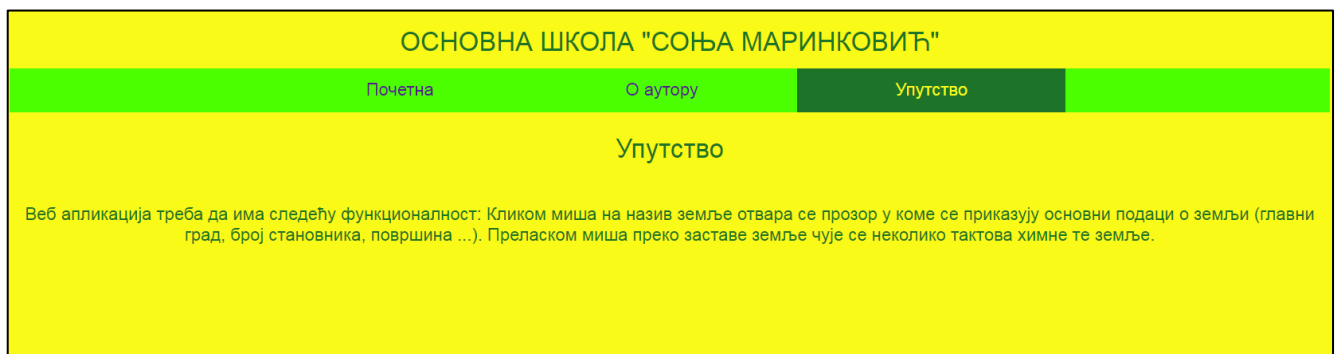 ОСНОВНА ШКОЛА "СОЊА МАРИНКОВИЋ"
Почетна О аутору Упутство
Упутство
Веб апликација треба да има следећу функционалност: Кликом миша на назив земље отвара се прозор у коме се приказују основни подаци о земљи (главни
град, број становника, површина ...). Преласком миша преко заставе земље чује се неколико тактова химне те земље.